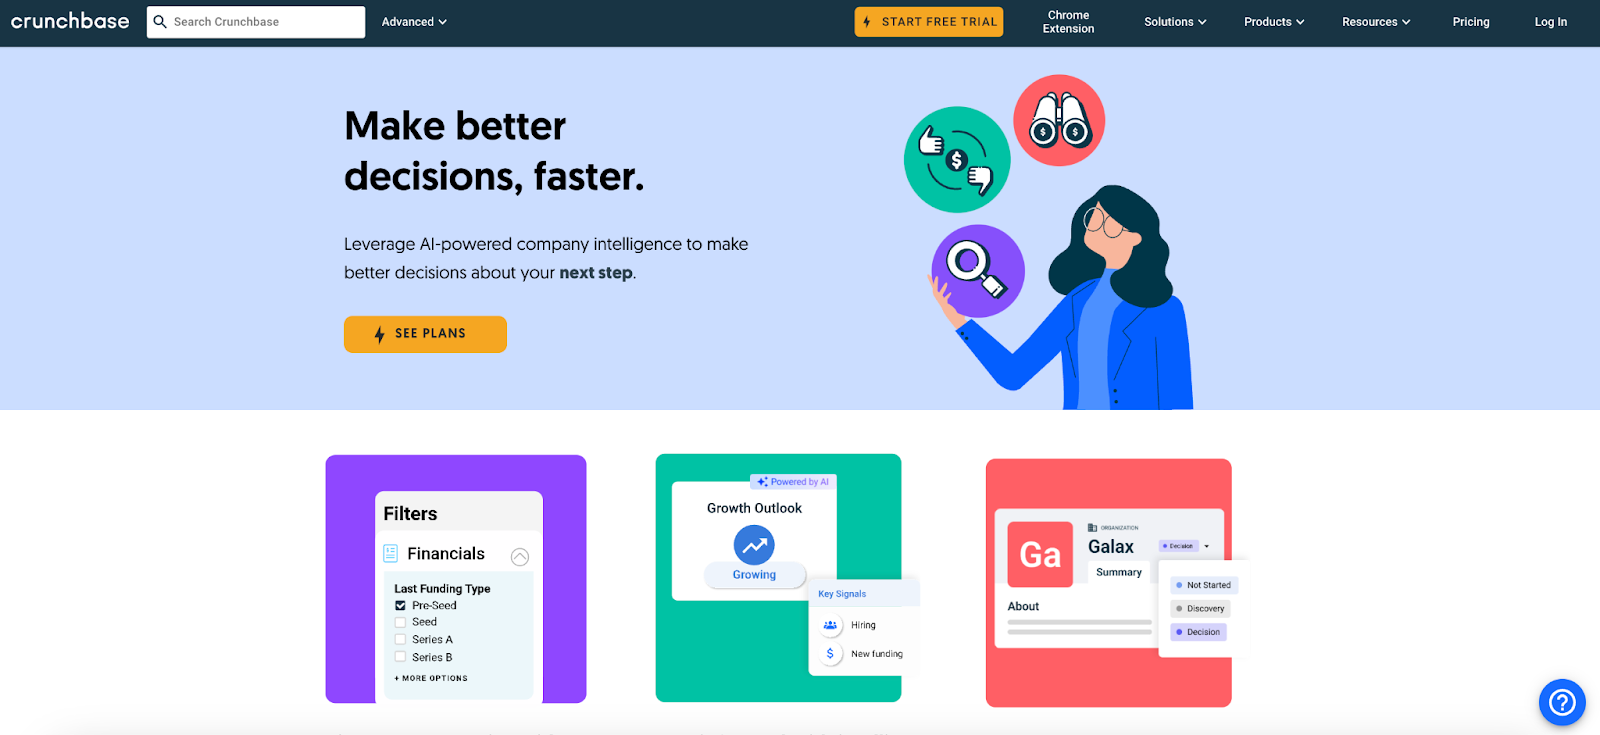 crunchbase
Search Crunchbase
Advanced
START FREE TRIAL
Chrome
Extension
Solutions
Products
Resources
Pricing
Log In
Make better
decisions, faster.
Leverage AI-powered company intelligence to make
better decisions about your next step.
SEE PLANS
Filters
Financials
Last Funding Type
Pre-Seed
Seed
Series A
Series B
+ MORE OPTIONS
Powered by AI
Growth Outlook
Growing
Key Signals
Hiring
New funding
Ga
ORGANIZATION
Galax
Decision
Summary
About
Not Started
Discovery
Decision